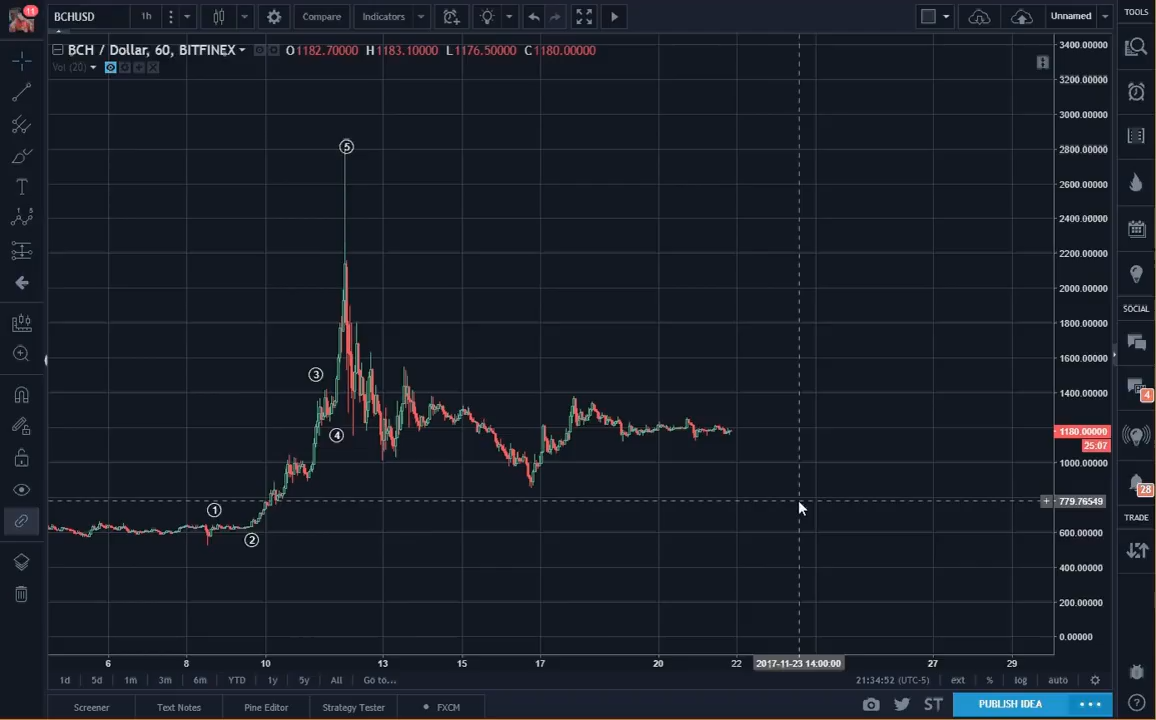 11
BCHUSD
1h
Compare
Indicators
Unnamed
TOOLS
BCH / Dollar, 60, BITFINEX
O1182.70000 H1183.10000 L1176.50000 C1180.00000
Vol (20)
3400.00000
3200.00000
3000.00000
2800.00000
2600.00000
2400.00000
2200.00000
2000.00000
1800.00000
1600.00000
1400.00000
1180.00000
25:07
1000.00000
779.76549
600.00000
400.00000
200.00000
0.00000
5
3
4
1
2
SOCIAL
4
28
TRADE
6 8 10 13 15 17 20 22 2017-11-23 14:00:00 27 29
1d 5d 1m 3m 6m YTD 1y 5y All Go to...
21:34:52 (UTC-5) ext % log auto
Screener Text Notes Pine Editor Strategy Tester FXCM
ST PUBLISH IDEA